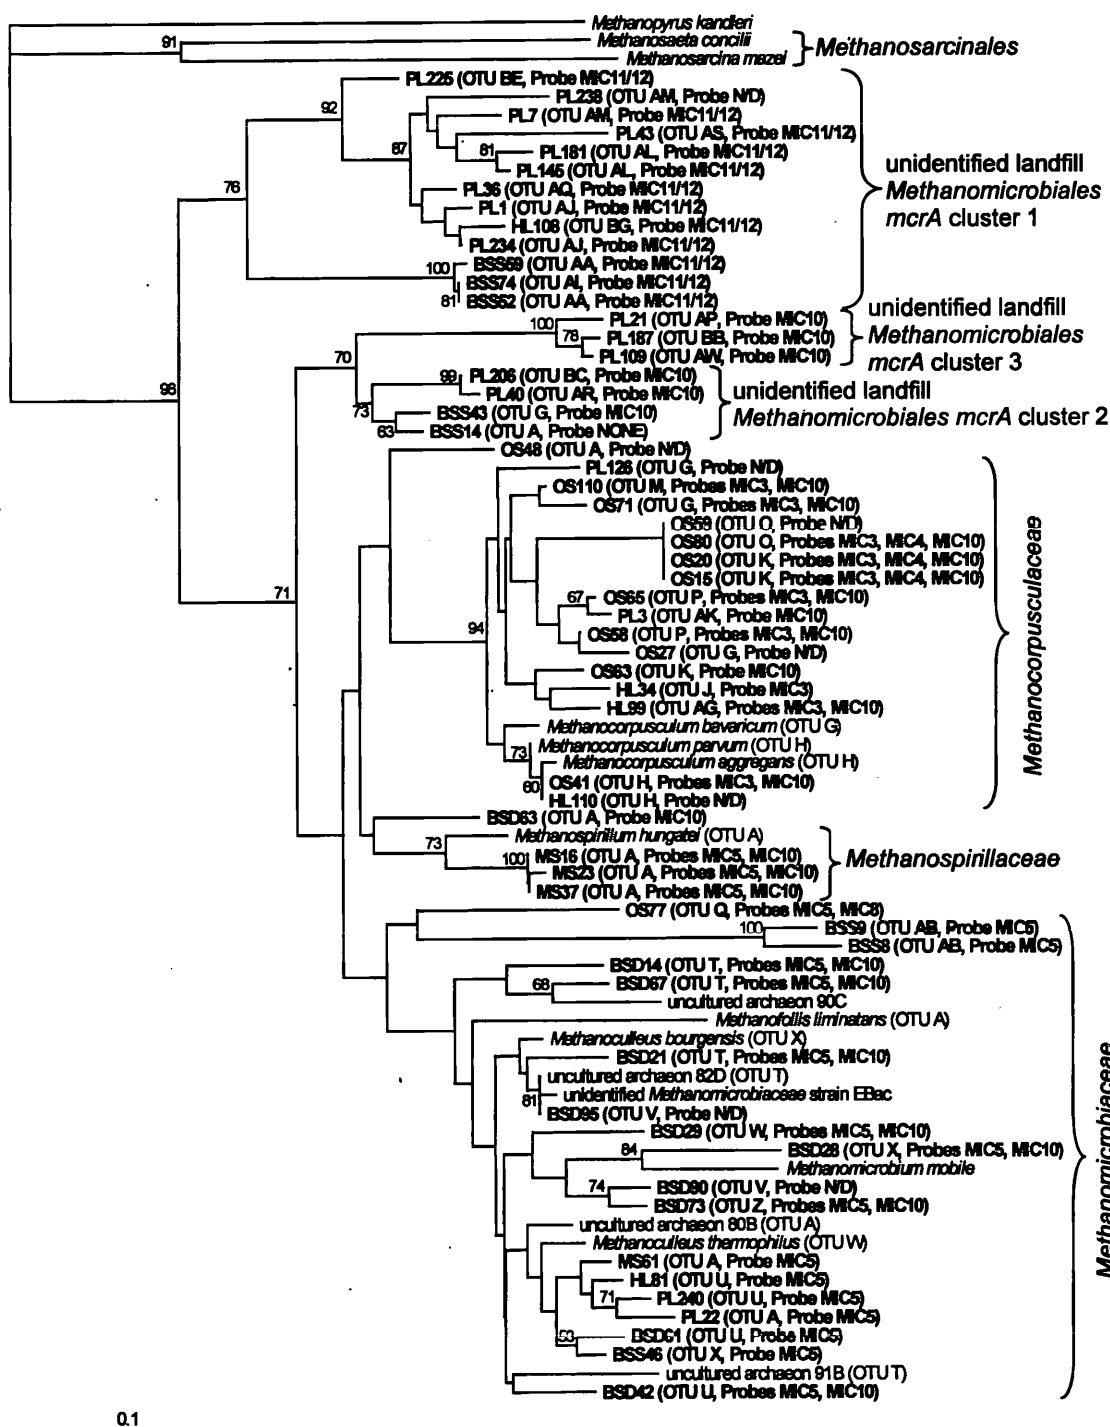 Methanopyrus kandleri
Methanosaeta concilii
91
Methanosarcinales
Methanosarcina mazei
PL225 (OTU BE, Probe MIC11/12)
PL238 (OTU AM, Probe N/D)
92
PL7 (OTU AM, Probe MIC11/12)
PL43 (OTU AS, Probe MIC11/12)
87
81
PL181 (OTU AL, Probe MIC11/12)
PL145 (OTU AL, Probe MIC11/12)
unidentified landfill
Methanomicrobiales
mcrA cluster 1
76
PL36 (OTU AQ, Probe MIC11/12)
PL1 (OTU AJ, Probe MIC11/12)
HL108 (OTU BG, Probe MIC11/12)
PL234 (OTU AJ, Probe MIC11/12)
100
BSS59 (OTU AA, Probe MIC11/12)
BSS74 (OTU AI, Probe MIC11/12)
81
BSS52 (OTU AA, Probe MIC11/12)
unidentified landfill
Methanomicrobiales
mcrA cluster 3
100
PL21 (OTU AP, Probe MIC10)
78
PL187 (OTU BB, Probe MIC10)
PL109 (OTU AW, Probe MIC10)
70
98
99
PL206 (OTU BC, Probe MIC10)
PL40 (OTU AR, Probe MIC10)
unidentified landfill
Methanomicrobiales mcrA cluster 2
73
BSS43 (OTU G, Probe MIC10)
63
BSS14 (OTU A, Probe NONE)
OS48 (OTU A, Probe N/D)
PL126 (OTU G, Probe N/D)
OS110 (OTU M, Probes MIC3, MIC10)
OS71 (OTU G, Probes MIC3, MIC10)
OS59 (OTU O, Probe N/D)
OS80 (OTU O, Probes MIC3, MIC4, MIC10)
OS20 (OTU K, Probes MIC3, MIC4, MIC10)
OS15 (OTU K, Probes MIC3, MIC4, MIC10)
71
67
OS65 (OTU P, Probes MIC3, MIC10)
PL3 (OTU AK, Probe MIC10)
94
OS58 (OTU P, Probes MIC3, MIC10)
OS27 (OTU G, Probe N/D)
OS63 (OTU K, Probe MIC10)
HL34 (OTU J, Probe MIC3)
HL99 (OTU AG, Probes MIC3, MIC10)
Methanocorpusculaceae
Methanocorpusculum bavaricum (OTU G)
73
Methanocorpusculum parvum (OTU H)
Methanocorpusculum aggregans (OTU H)
60
OS41 (OTU H, Probes MIC3, MIC10)
HL110 (OTU H, Probe N/D)
BSD63 (OTU A, Probe MIC10)
73
Methanospirillum hungatei (OTU A)
100
MS16 (OTU A, Probes MIC5, MIC10)
MS23 (OTU A, Probes MIC5, MIC10)
MS37 (OTU A, Probes MIC5, MIC10)
Methanospirillaceae
OS77 (OTU Q, Probes MIC5, MIC8)
100
BSS9 (OTU AB, Probe MIC5)
BSS8 (OTU AB, Probe MIC5)
BSD14 (OTU T, Probes MIC5, MIC10)
68
BSD67 (OTU T, Probes MIC5, MIC10)
uncultured archaeon 90C
Methanofollis liminatans (OTU A)
Methanoculleus bourgensis (OTU X)
BSD21 (OTU T, Probes MIC5, MIC10)
uncultured archaeon 82D (OTU T)
81
unidentified Methanomicrobiaceae strain EBac
BSD95 (OTU V, Probe N/D)
BSD29 (OTU W, Probes MIC5, MIC10)
84
BSD28 (OTU X, Probes MIC5, MIC10)
Methanomicrobium mobile
74
BSD90 (OTU V, Probe N/D)
BSD73 (OTU Z, Probes MIC5, MIC10)
Methanomicrobiaceae
uncultured archaeon 80B (OTU A)
Methanoculleus thermophilus (OTU W)
MS61 (OTU A, Probe MIC5)
HL81 (OTU U, Probe MIC5)
71
PL240 (OTU U, Probe MIC5)
PL22 (OTU A, Probe MIC5)
BSD61 (OTU U, Probe MIC5)
BSS46 (OTU X, Probe MIC5)
uncultured archaeon 91B (OTU T)
BSD42 (OTU U, Probes MIC5, MIC10)
0.1